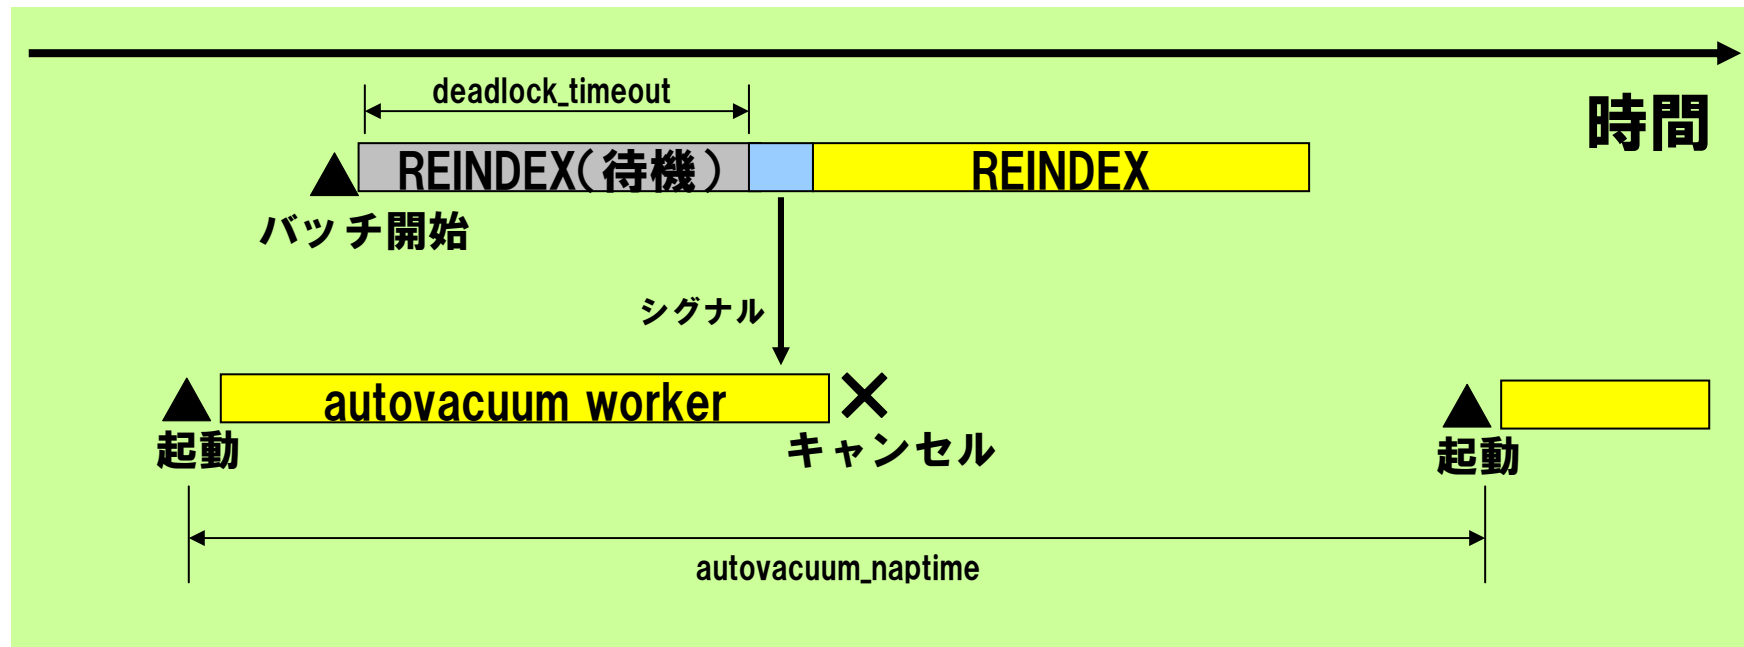 deadlock_timeout
時間
REINDEX(待機)
REINDEX
バッチ開始
シグナル
autovacuum worker
起動
キャンセル
起動
autovacuum_naptime